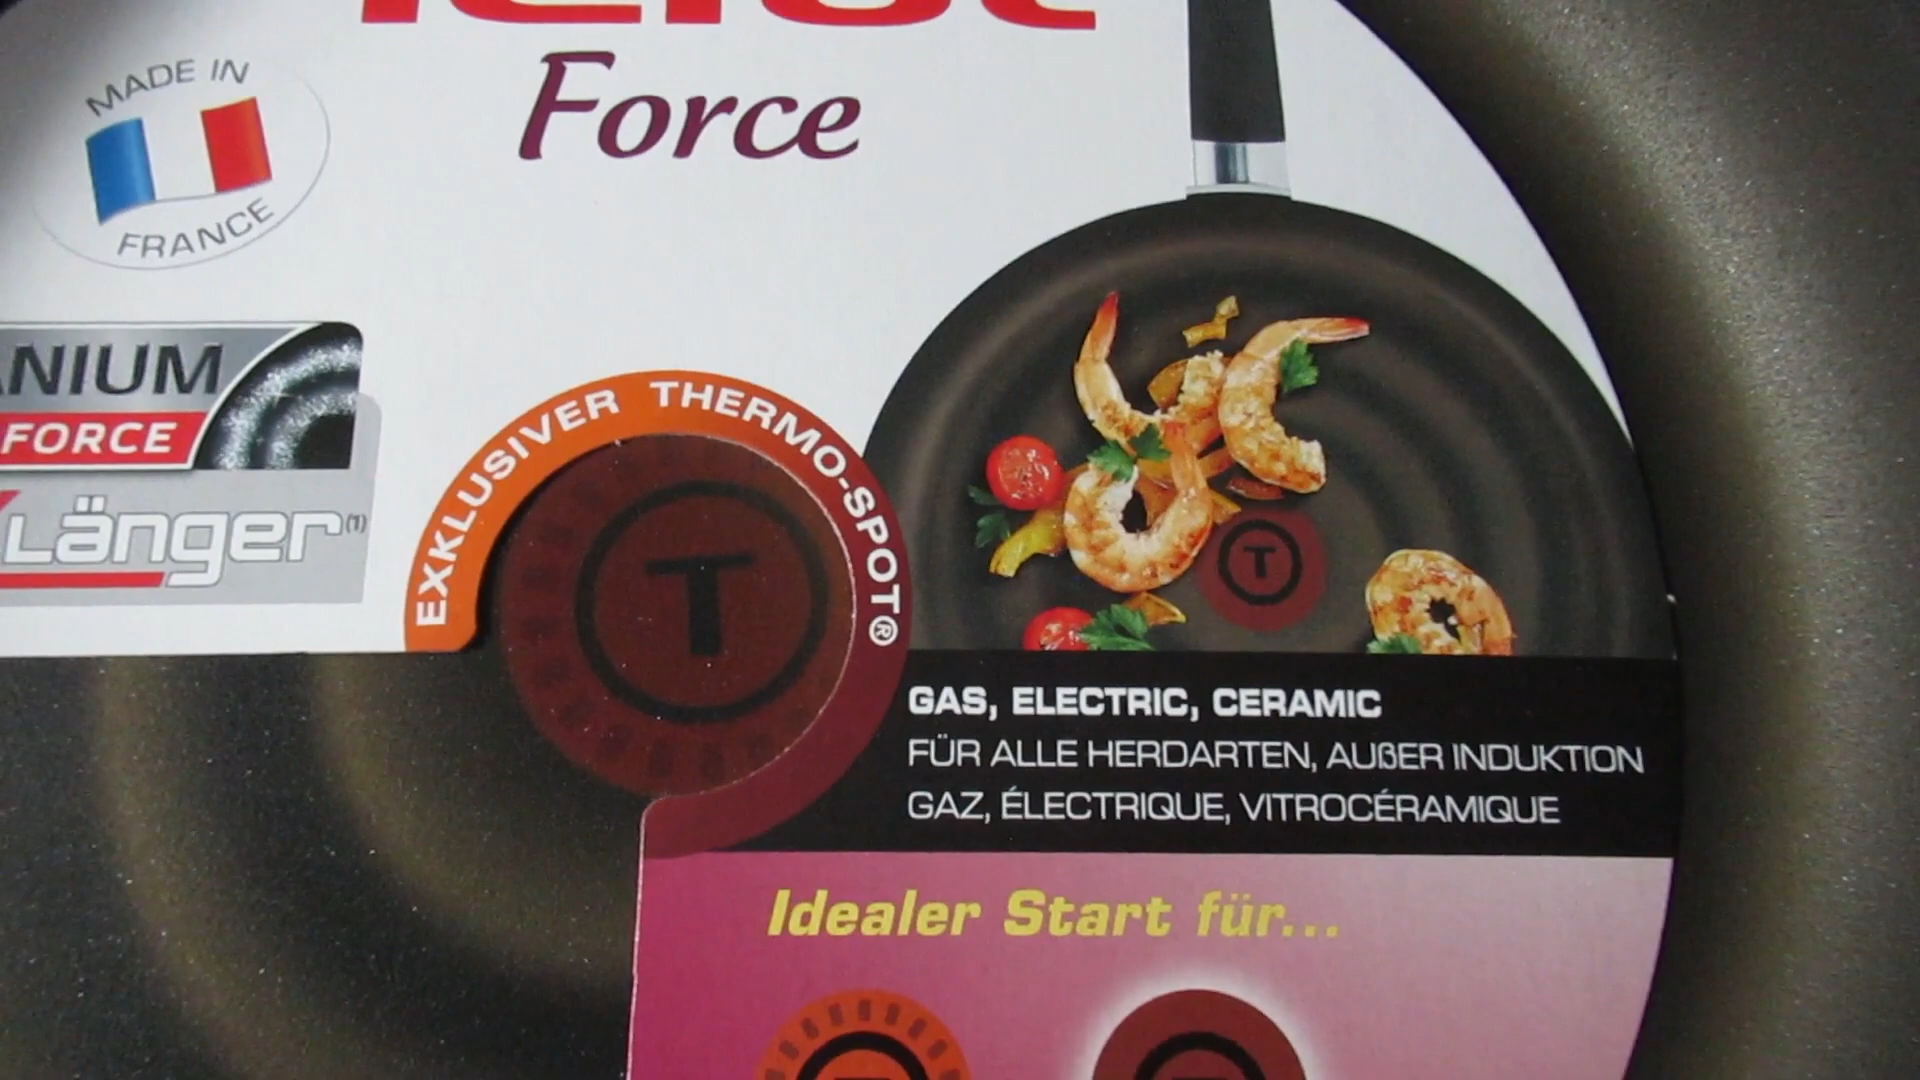 Force
MADE IN
FRANCE
FORCE
Länger(1)
EXKLUSIVER THERMO-SPOT®
T
T
GAS, ELECTRIC, CERAMIC
FÜR ALLE HERDARTEN, AUßER INDUKTION
GAZ, ÉLECTRIQUE, VITROCÉRAMIQUE
Idealer Start für...